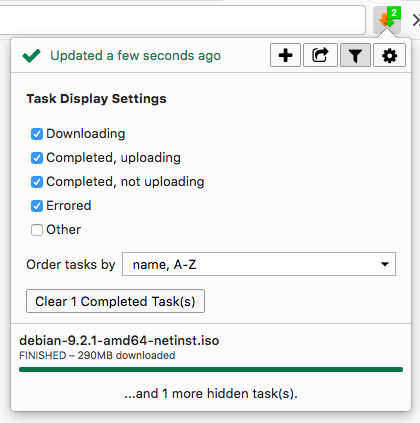 2
Updated a few seconds ago
Task Display Settings
Downloading
Completed, uploading
Completed, not uploading
Errored
Other
Order tasks by name, A-Z
Clear 1 Completed Task(s)
debian-9.2.1-amd64-netinst.iso
FINISHED – 290MB downloaded
...and 1 more hidden task(s).